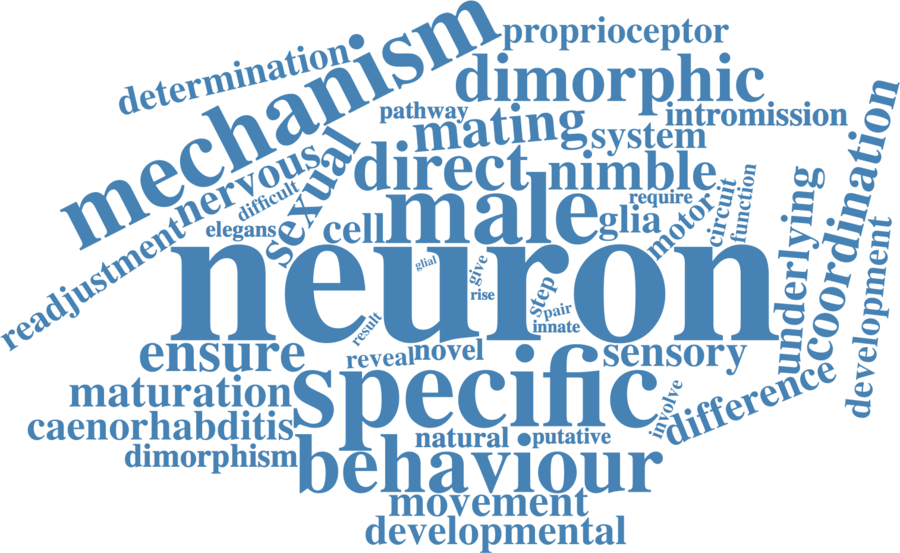 mechanism
proprioceptor
determination
dimorphic
pathway
intromission
mating
system
nervous
sexual
direct
nimble
difficult
require
male
glia
motor
circuit
function
elegans
cell
readjustment
neuron
glial
give
rise
step
pair
innate
result
underlying
coordination
development
ensure
reveal
novel
sensory
maturation
specific
involve
difference
caenorhabditis
natural
putative
dimorphism
behaviour
movement
developmental